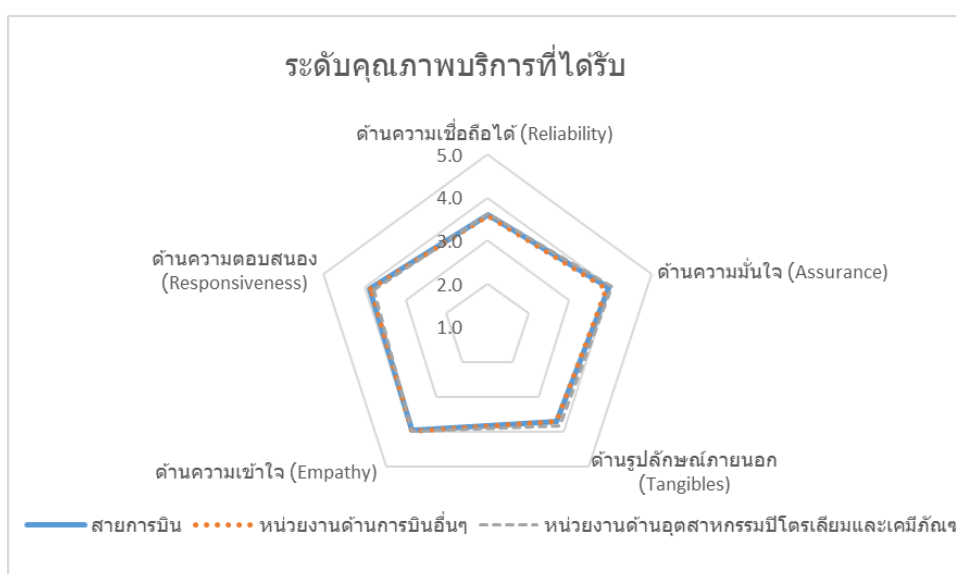 ระดับคุณภาพบริการที่ได้รับ
ด้านความเชื่อถือได้ (Reliability)
5.0
4.0
3.0
2.0
1.0
ด้านความตอบสนอง
(Responsiveness)
ด้านความมั่นใจ (Assurance)
ด้านความเข้าใจ (Empathy)
ด้านรูปลักษณ์ภายนอก
(Tangibles)
สายการบิน หน่วยงานด้านการบินอื่นๆ หน่วยงานด้านอุตสาหกรรมปิโตรเลียมและเคมีภัณฑ